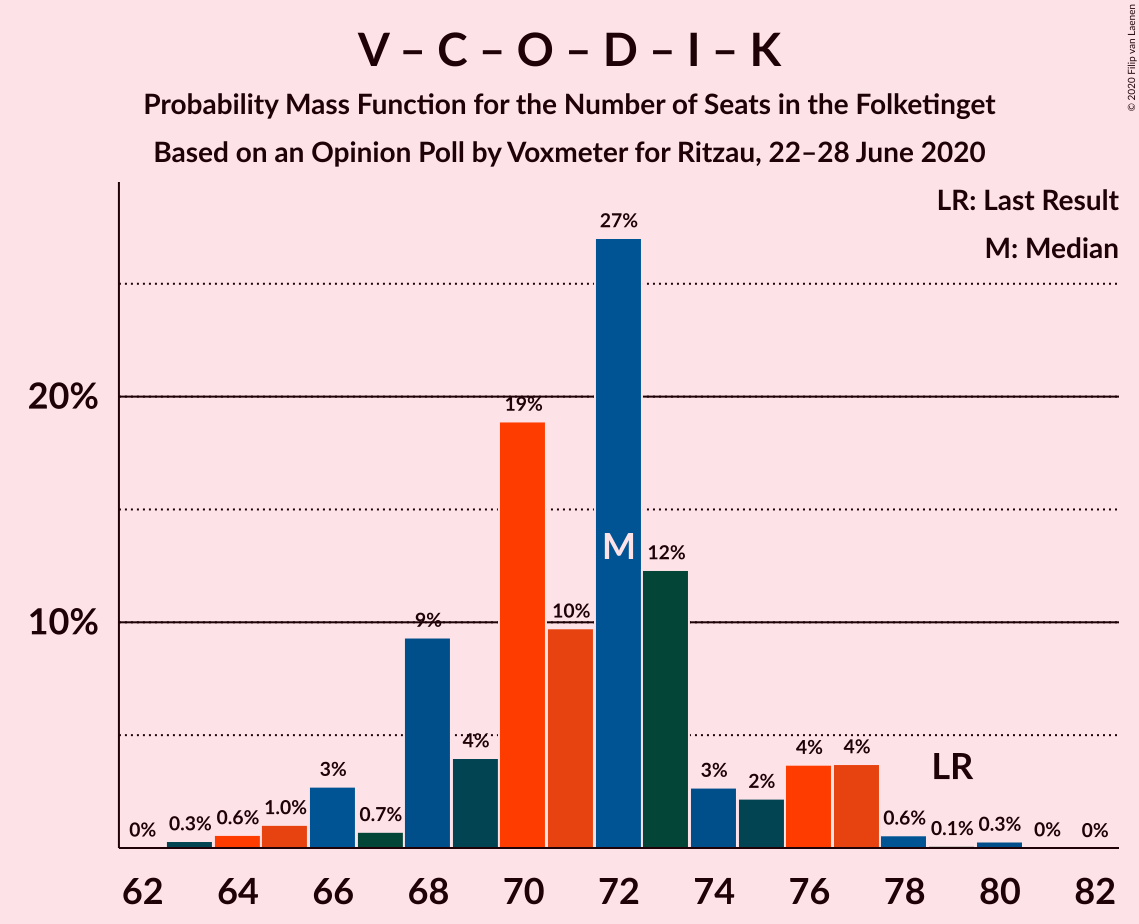 V – C – O – D – I – K
Probability Mass Function for the Number of Seats in the Folketinget
Based on an Opinion Poll by Voxmeter for Ritzau, 22–28 June 2020
© 2020 Filip van Laenen
LR: Last Result
M: Median
20%
10%
0%
0.3%
0.6%
1.0%
3%
0.7%
9%
4%
19%
10%
27%
M
12%
3%
2%
4%
4%
0.6%
LR
0.1%
0.3%
0%
0%
62 64 66 68 70 72 74 76 78 80 82